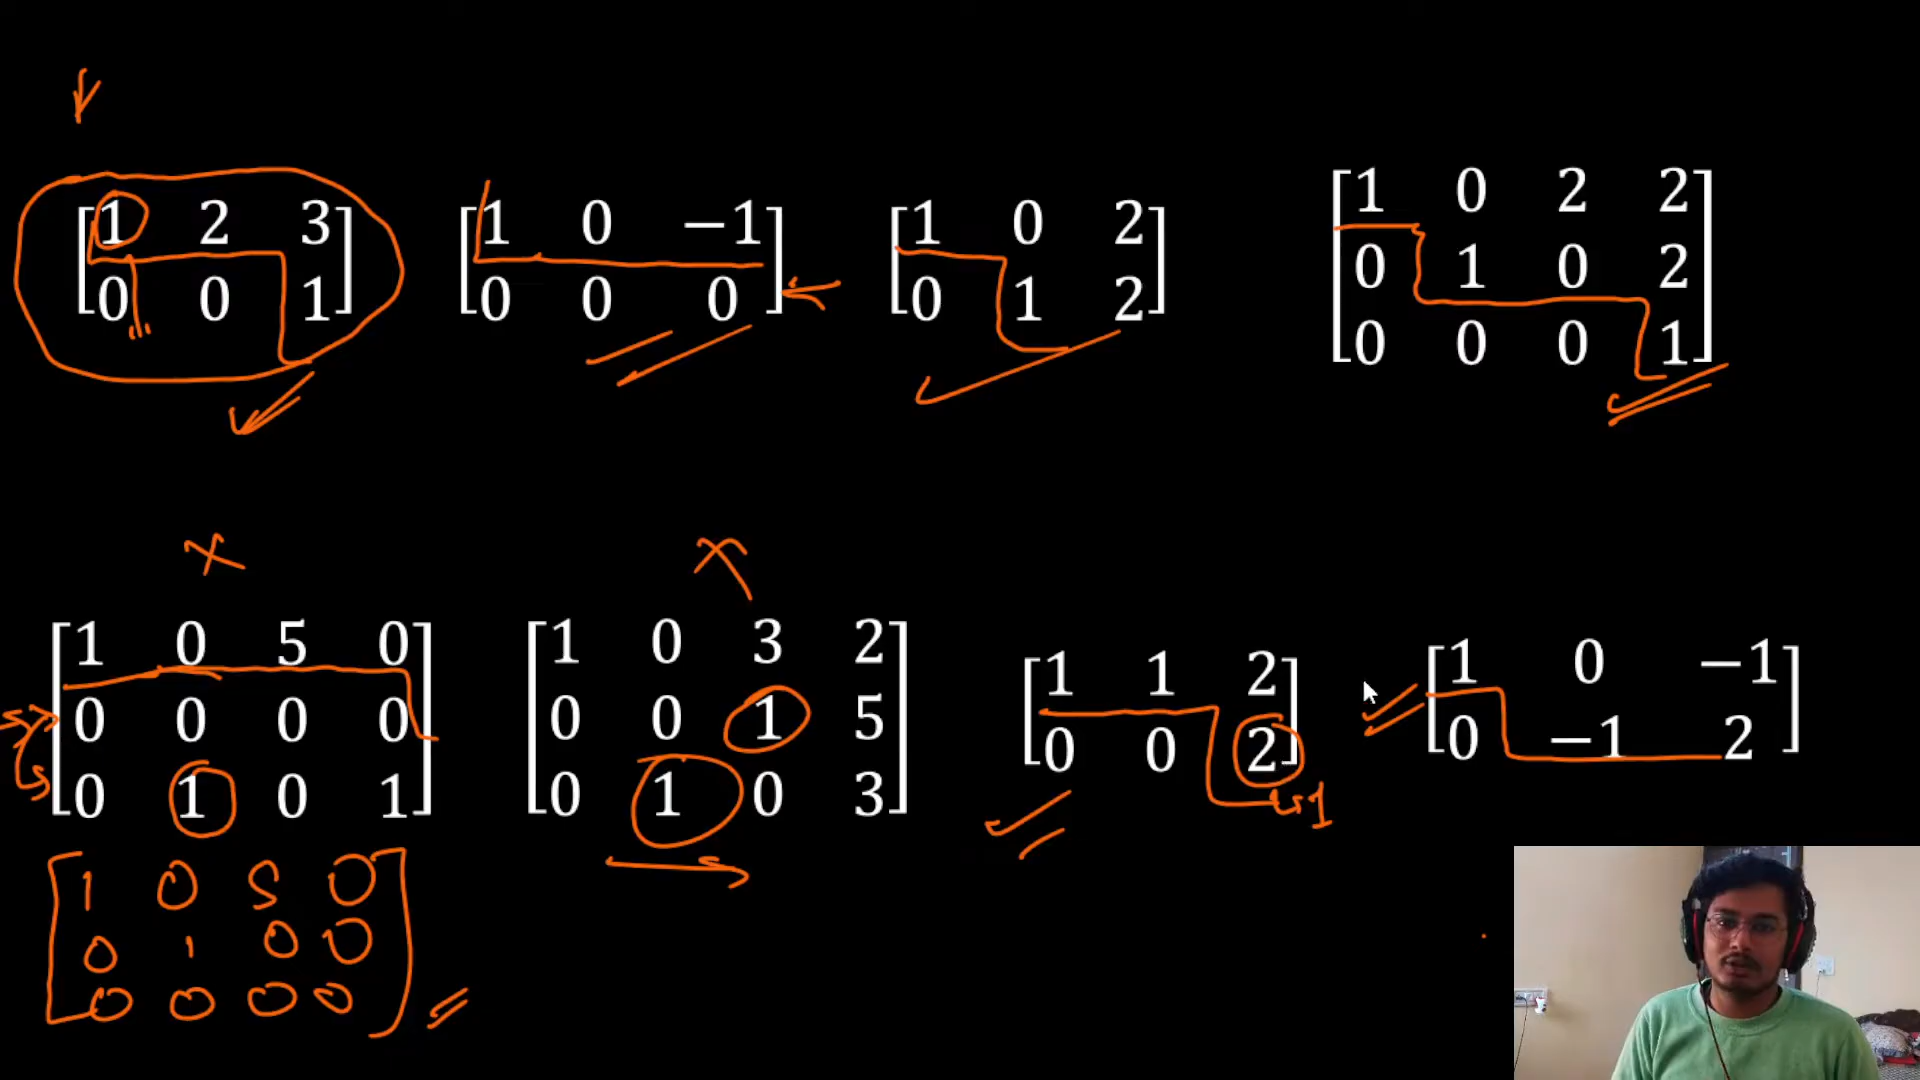 1 2 3
0 0 1
1 0 −1
0 0 0
1 0 2
0 1 2
1 0 2 2
0 1 0 2
0 0 0 1
x
1 0 5 0
0 0 0 0
0 1 0 1
x
1 0 3 2
0 0 1 5
0 1 0 3
1 1 2
0 0 2
1
1 0 −1
0 −1 2
1 0 5 0
0 1 0 0
0 0 0 0